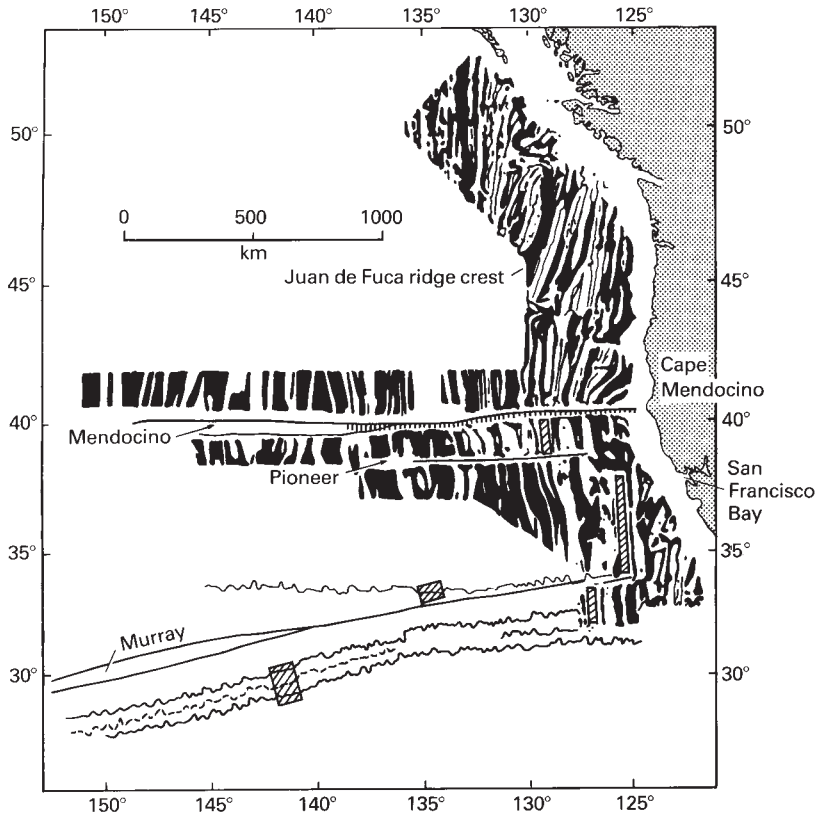 150° 145° 140° 135° 130° 125°
50° 50°
0 500 1000
km
Juan de Fuca ridge crest
45° 45°
Cape
Mendocino
40° 40°
Mendocino
Pioneer
San
Francisco
Bay
35° 35°
Murray
30° 30°
150° 145° 140° 135° 130° 125°